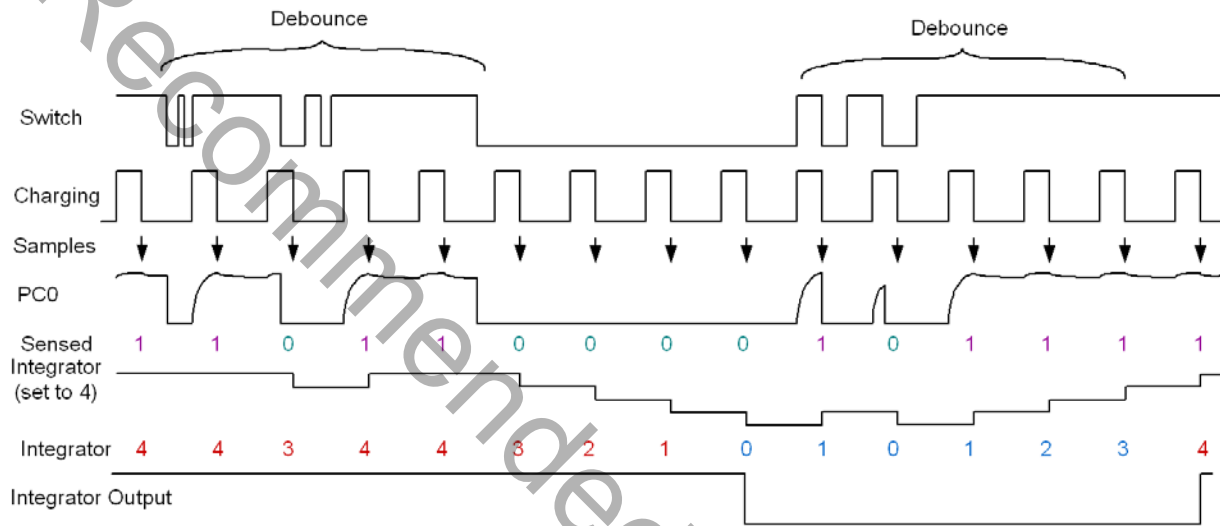 Debounce
Debounce
Switch
Charging
Samples
PC0
Sensed 1 1 0 1 1 0 0 0 0 1 0 1 1 1 1
Integrator
(set to 4)
Integrator 4 4 3 4 4 3 2 1 0 1 0 1 2 3 4
Integrator Output
Recommended